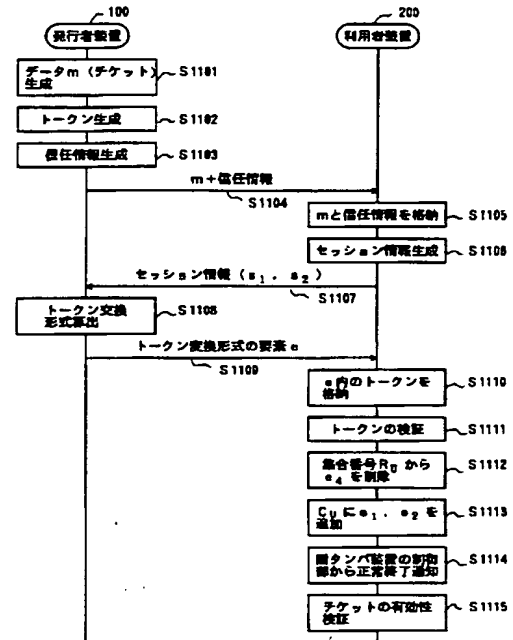 100
発行者装置
200
利用者装置
データm（チケット）
生成
S1101
トークン生成
S1102
信任情報生成
S1103
m+信任情報
S1104
mと信任情報を格納
S1105
セッション情報生成
S1106
セッション情報（s1，s2）
S1107
トークン交換
形式算出
S1108
トークン変換形式の要素e
S1109
e内のトークンを
格納
S1110
トークンの検証
S1111
集合番号RUから
e4を削除
S1112
CUにs1，s2を
追加
S1113
耐タンパ装置の制御
部から正常終了通知
S1114
チケットの有効性
検証
S1115